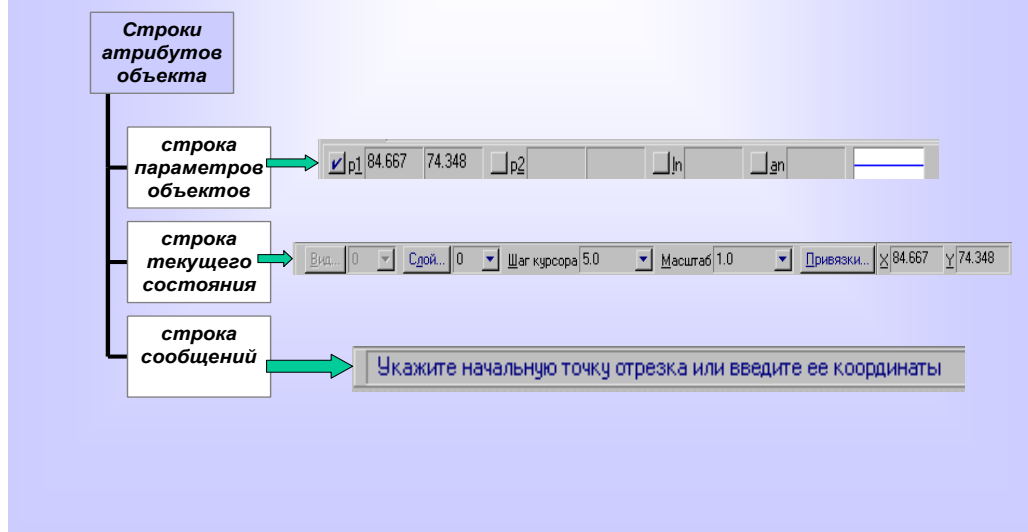 Строки
атрибутов
объекта
строка
параметров
объектов
p1 84.667 74.348 p2 ln an
строка
текущего
состояния
Вид... 0 Слой... 0 Шаг курсора 5.0 Масштаб 1.0 Привязки... X 84.667 Y 74.348
строка
сообщений
Укажите начальную точку отрезка или введите ее координаты